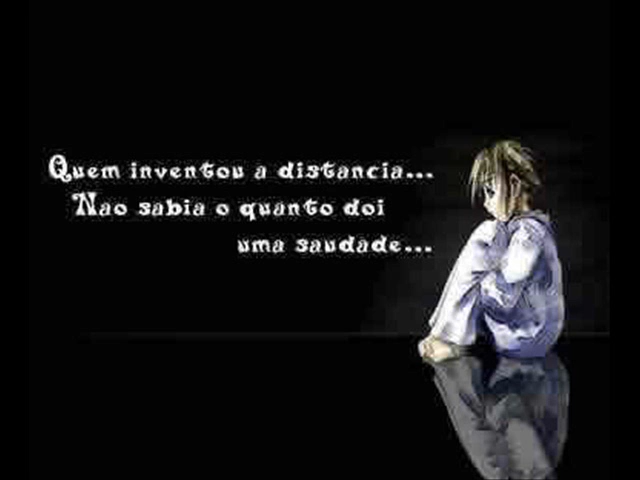 Quem inventou a distancia...
Nao sabia o quanto doi
uma saudade...